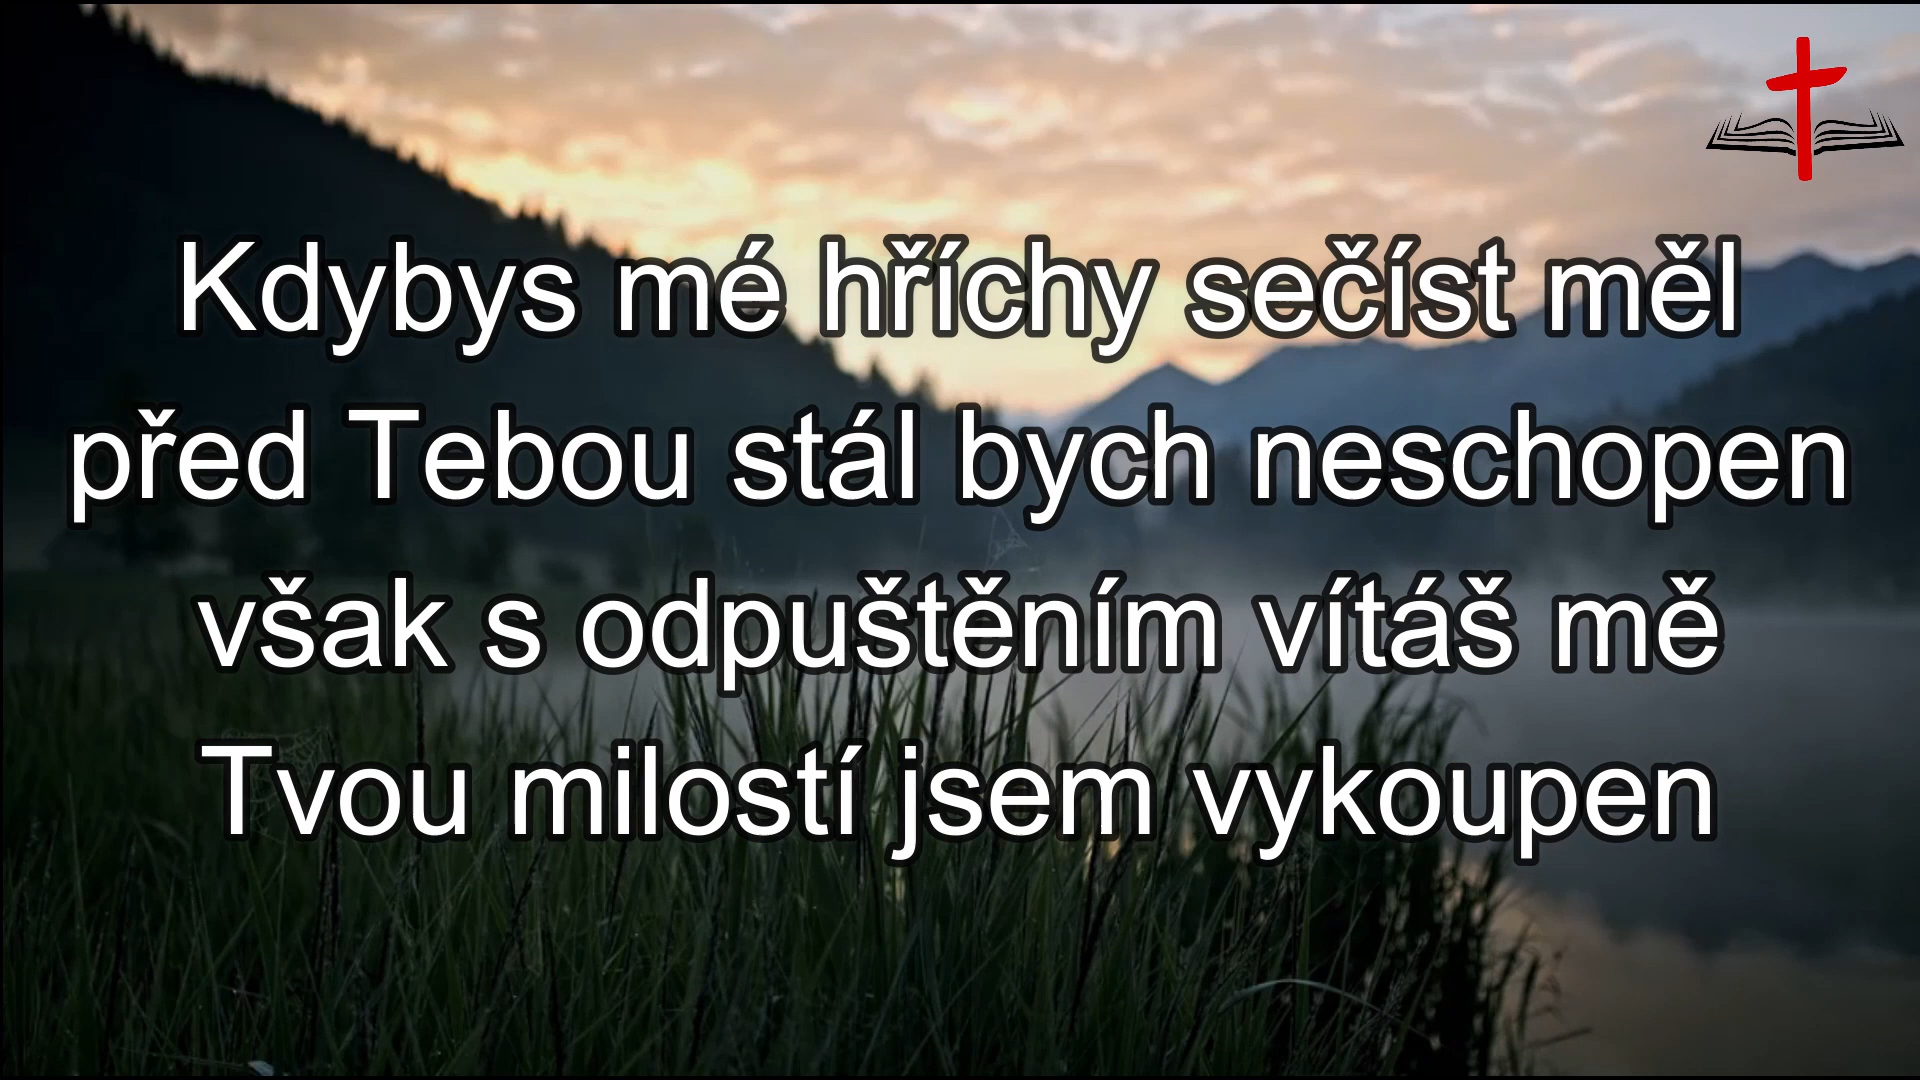 Kdybys mé hříchy sečíst měl
před Tebou stál bych neschopen
však s odpuštěním vítáš mě
Tvou milostí jsem vykoupen